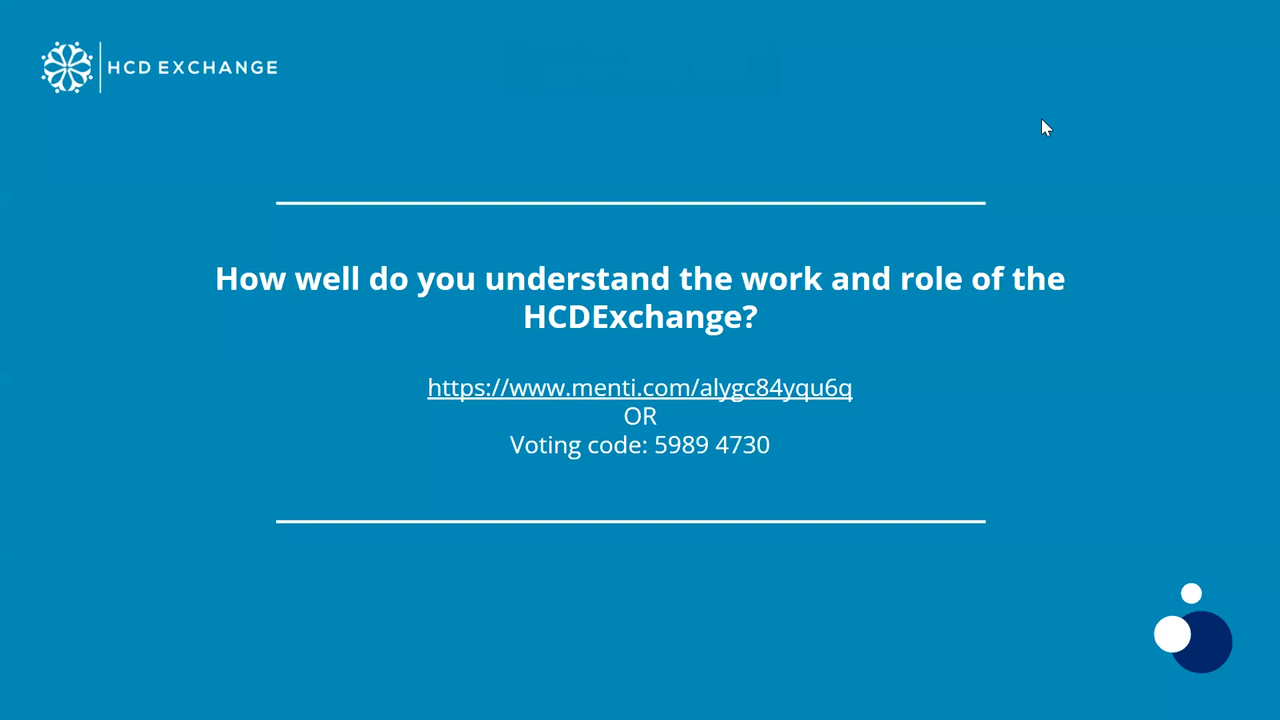 HCD EXCHANGE
How well do you understand the work and role of the
HCDExchange?
https://www.menti.com/alygc84yqu6q
OR
Voting code: 5989 4730